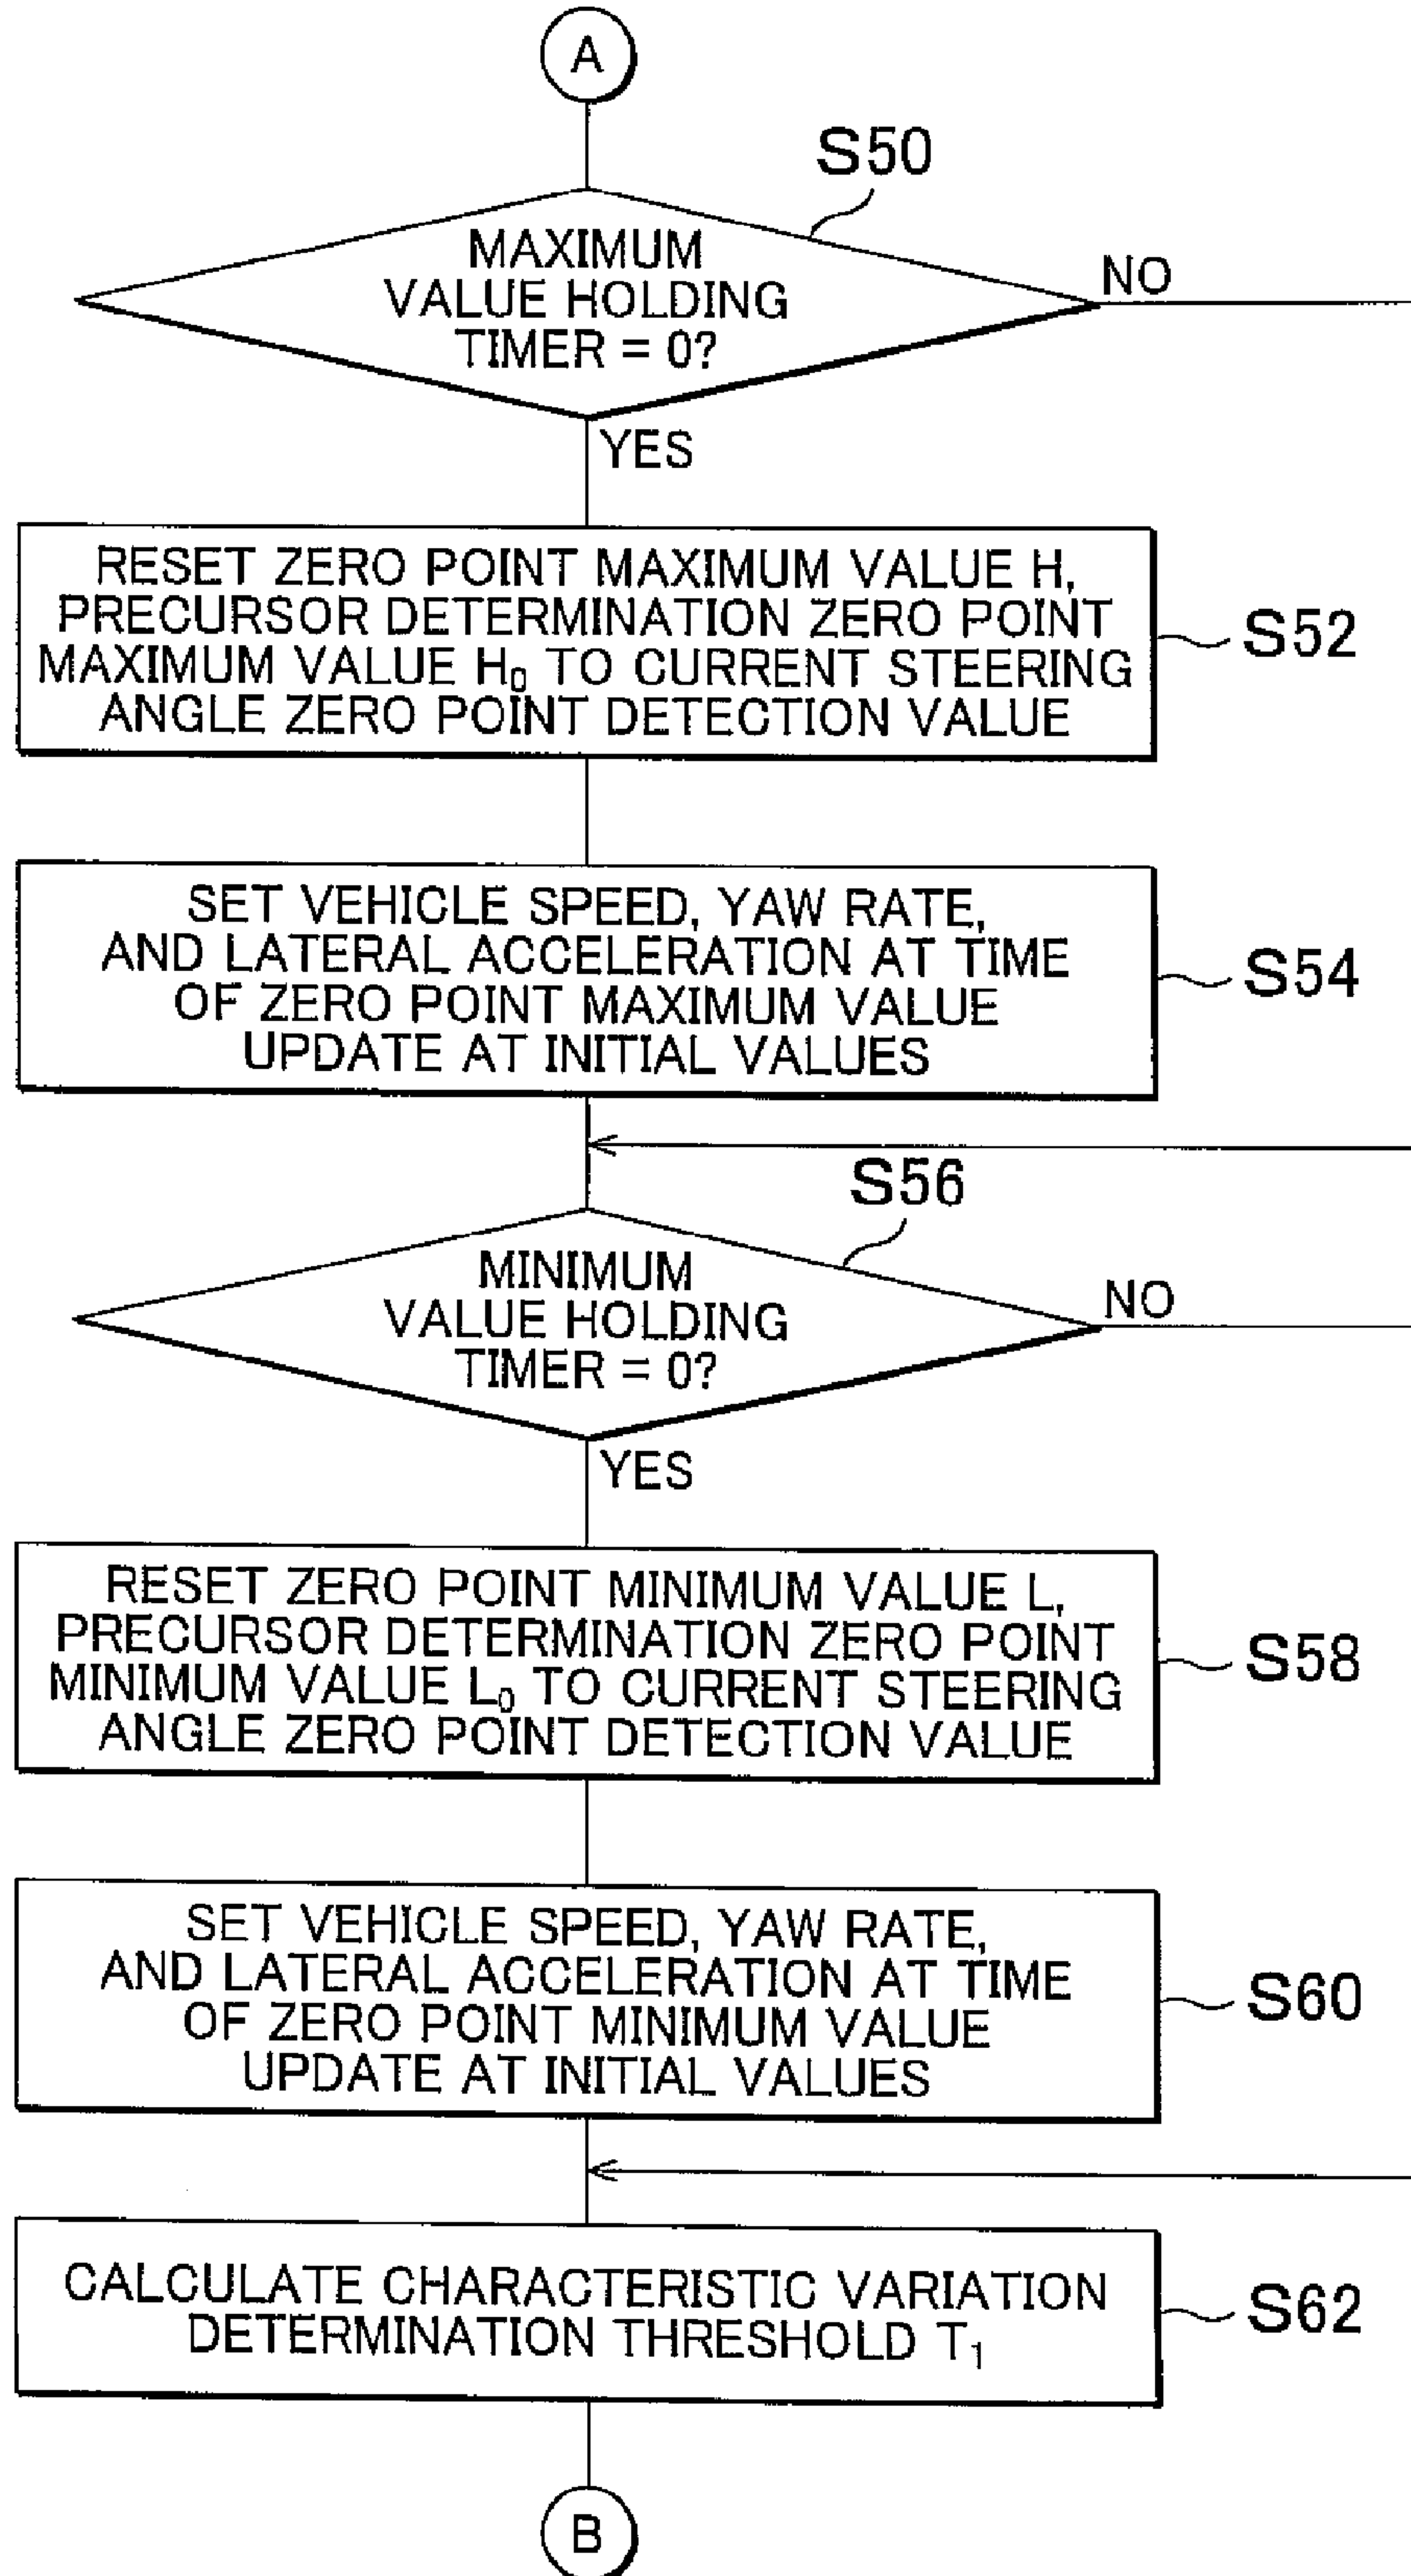 A
S50
MAXIMUM
VALUE HOLDING
TIMER = 0?
NO
YES
RESET ZERO POINT MAXIMUM VALUE H,
PRECURSOR DETERMINATION ZERO POINT
MAXIMUM VALUE H₀ TO CURRENT STEERING
ANGLE ZERO POINT DETECTION VALUE
S52
SET VEHICLE SPEED, YAW RATE,
AND LATERAL ACCELERATION AT TIME
OF ZERO POINT MAXIMUM VALUE
UPDATE AT INITIAL VALUES
S54
S56
MINIMUM
VALUE HOLDING
TIMER = 0?
NO
YES
RESET ZERO POINT MINIMUM VALUE L,
PRECURSOR DETERMINATION ZERO POINT
MINIMUM VALUE L₀ TO CURRENT STEERING
ANGLE ZERO POINT DETECTION VALUE
S58
SET VEHICLE SPEED, YAW RATE,
AND LATERAL ACCELERATION AT TIME
OF ZERO POINT MINIMUM VALUE
UPDATE AT INITIAL VALUES
S60
CALCULATE CHARACTERISTIC VARIATION
DETERMINATION THRESHOLD T₁
S62
B